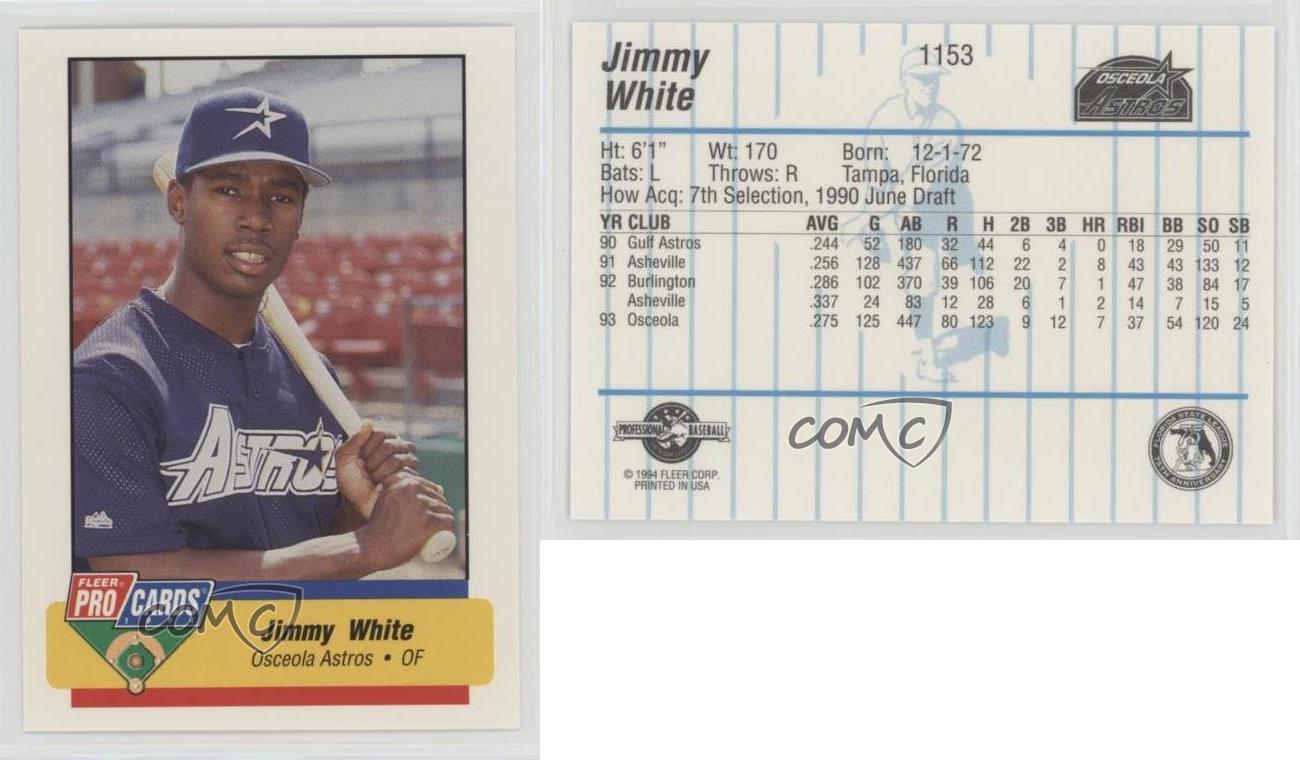 ASTROS
FLEER®
PRO CARDS®
COMC
Jimmy White
Osceola Astros • OF
Jimmy
White
1153
OSCEOLA
ASTROS
Ht: 6'1" Wt: 170 Born: 12-1-72
Bats: L Throws: R Tampa, Florida
How Acq: 7th Selection, 1990 June Draft
YR CLUB AVG G AB R H 2B 3B HR RBI BB SO SB
90 Gulf Astros .244 52 180 32 44 6 4 0 18 29 50 11
91 Asheville .256 128 437 66 112 22 2 8 43 43 133 12
92 Burlington .286 102 370 39 106 20 7 1 47 38 84 17
Asheville .337 24 83 12 28 6 1 2 14 7 15 5
93 Osceola .275 125 447 80 123 9 12 7 37 54 120 24
PROFESSIONAL BASEBALL
COMC
© 1994 FLEER CORP.
PRINTED IN USA
FLORIDA STATE LEAGUE
75TH ANNIVERSARY